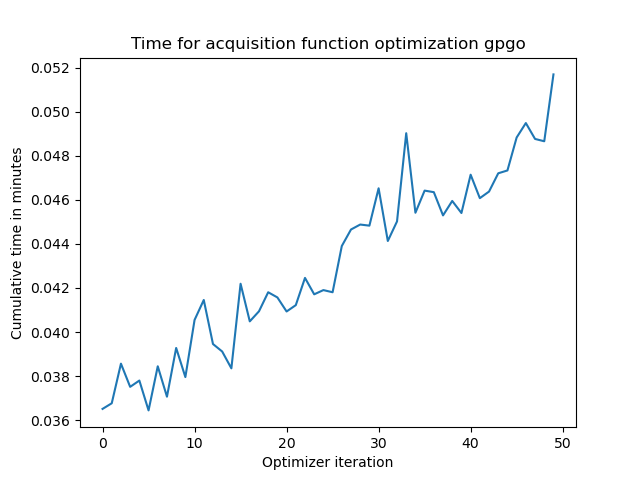 Time for acquisition function optimization gpgo
Cumulative time in minutes
0.052
0.050
0.048
0.046
0.044
0.042
0.040
0.038
0.036
0 10 20 30 40 50
Optimizer iteration